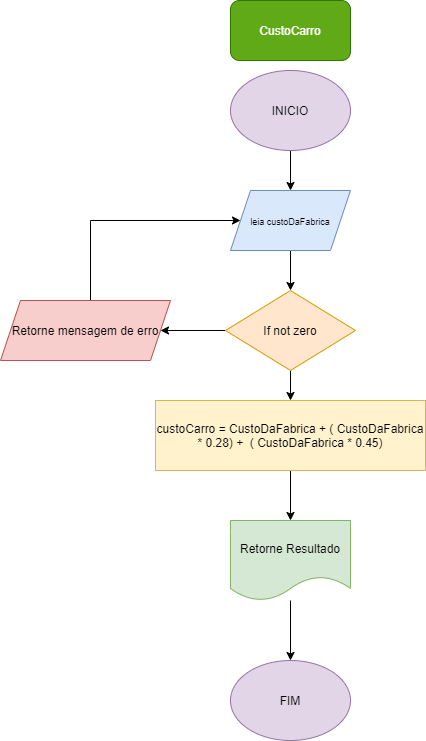 CustoCarro
INICIO
leia custoDaFabrica
If not zero
Retorne mensagem de erro
custoCarro = CustoDaFabrica + ( CustoDaFabrica
* 0.28) +  ( CustoDaFabrica * 0.45)
Retorne Resultado
FIM